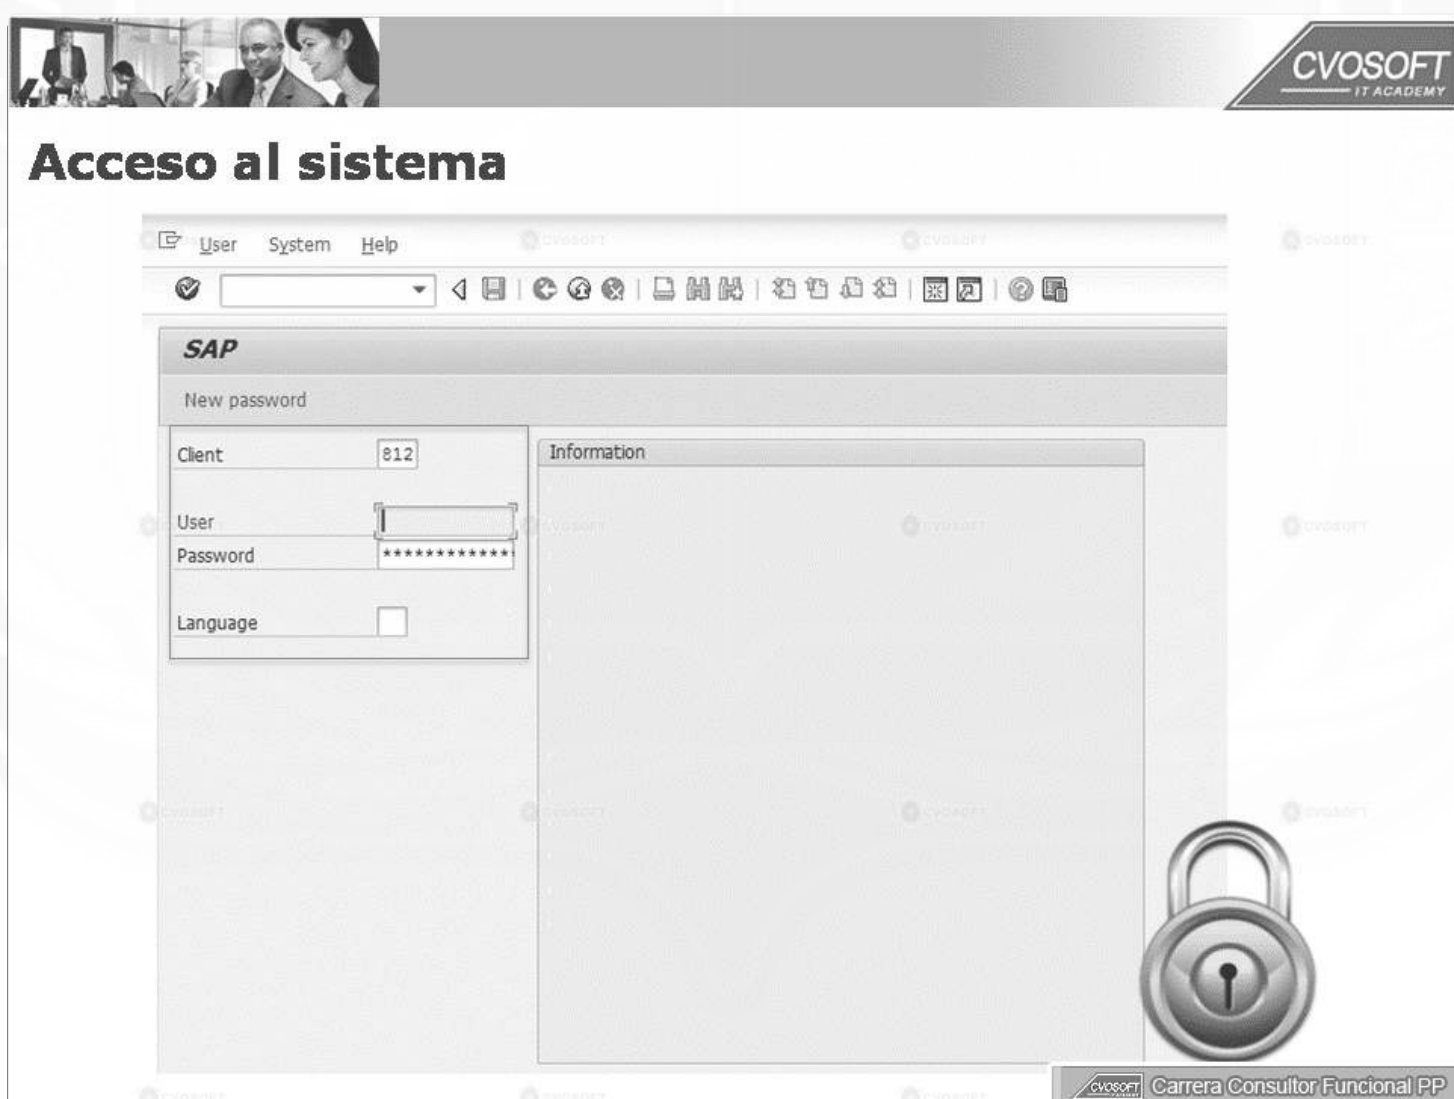 CVOSOFT
IT ACADEMY
Acceso al sistema
User System Help
SAP
New password
Client 812
Information
User
Password *************
Language
CVOSOFT Carrera Consultor Funcional PP